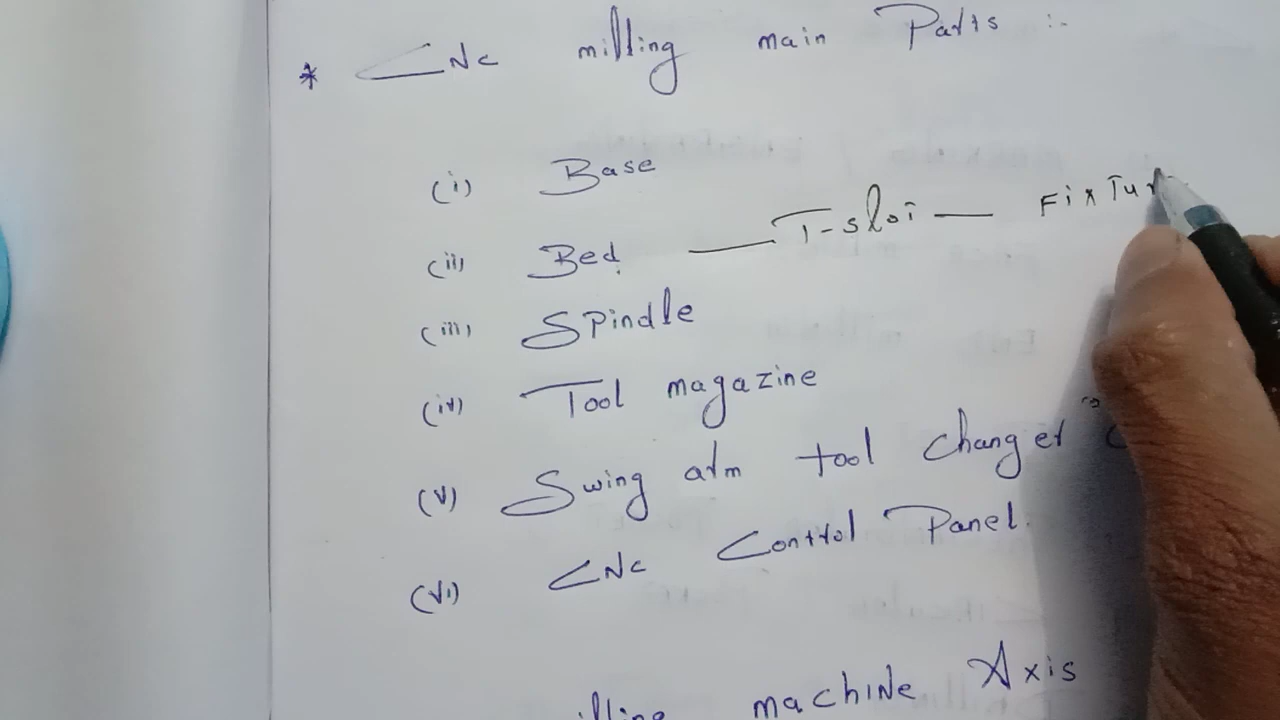 * CNC milling main Parts :-
(i) Base
(ii) Bed — T-slot — Fixtur
(iii) Spindle
(iv) Tool magazine
(v) Swing arm tool changer
(vi) CNC Control Panel.
machine Axis